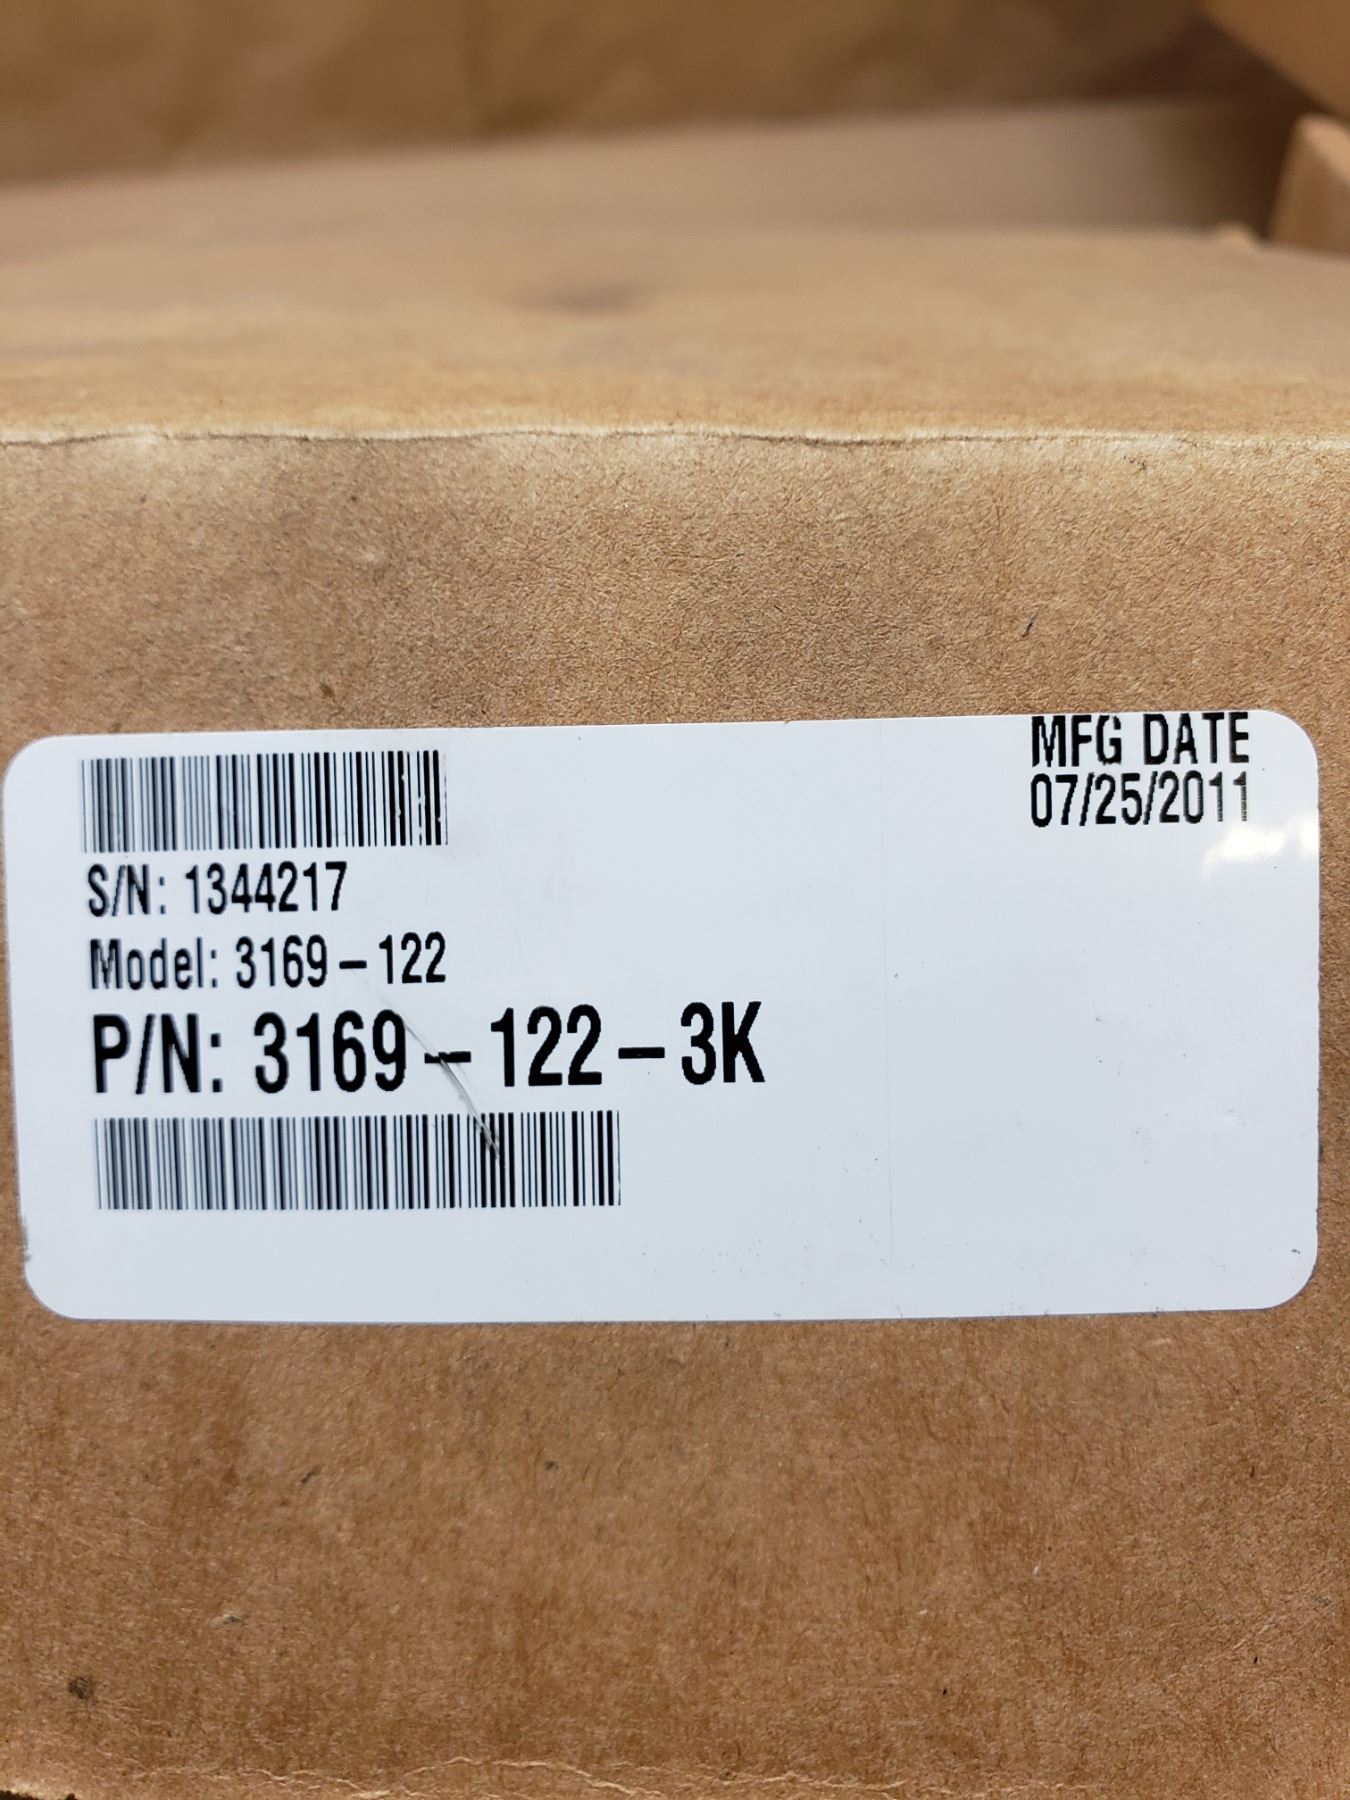 MFG DATE
07/25/2011
S/N: 1344217
Model: 3169-122
P/N: 3169-122-3K